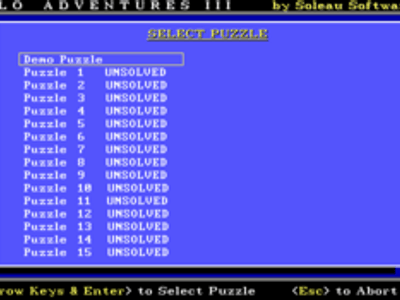 LO ADVENTURES III by Soleau Softwa
SELECT PUZZLE
Demo Puzzle
Puzzle 1 UNSOLVED
Puzzle 2 UNSOLVED
Puzzle 3 UNSOLVED
Puzzle 4 UNSOLVED
Puzzle 5 UNSOLVED
Puzzle 6 UNSOLVED
Puzzle 7 UNSOLVED
Puzzle 8 UNSOLVED
Puzzle 9 UNSOLVED
Puzzle 10 UNSOLVED
Puzzle 11 UNSOLVED
Puzzle 12 UNSOLVED
Puzzle 13 UNSOLVED
Puzzle 14 UNSOLVED
Puzzle 15 UNSOLVED
row Keys & Enter> to Select Puzzle <Esc> to Abort